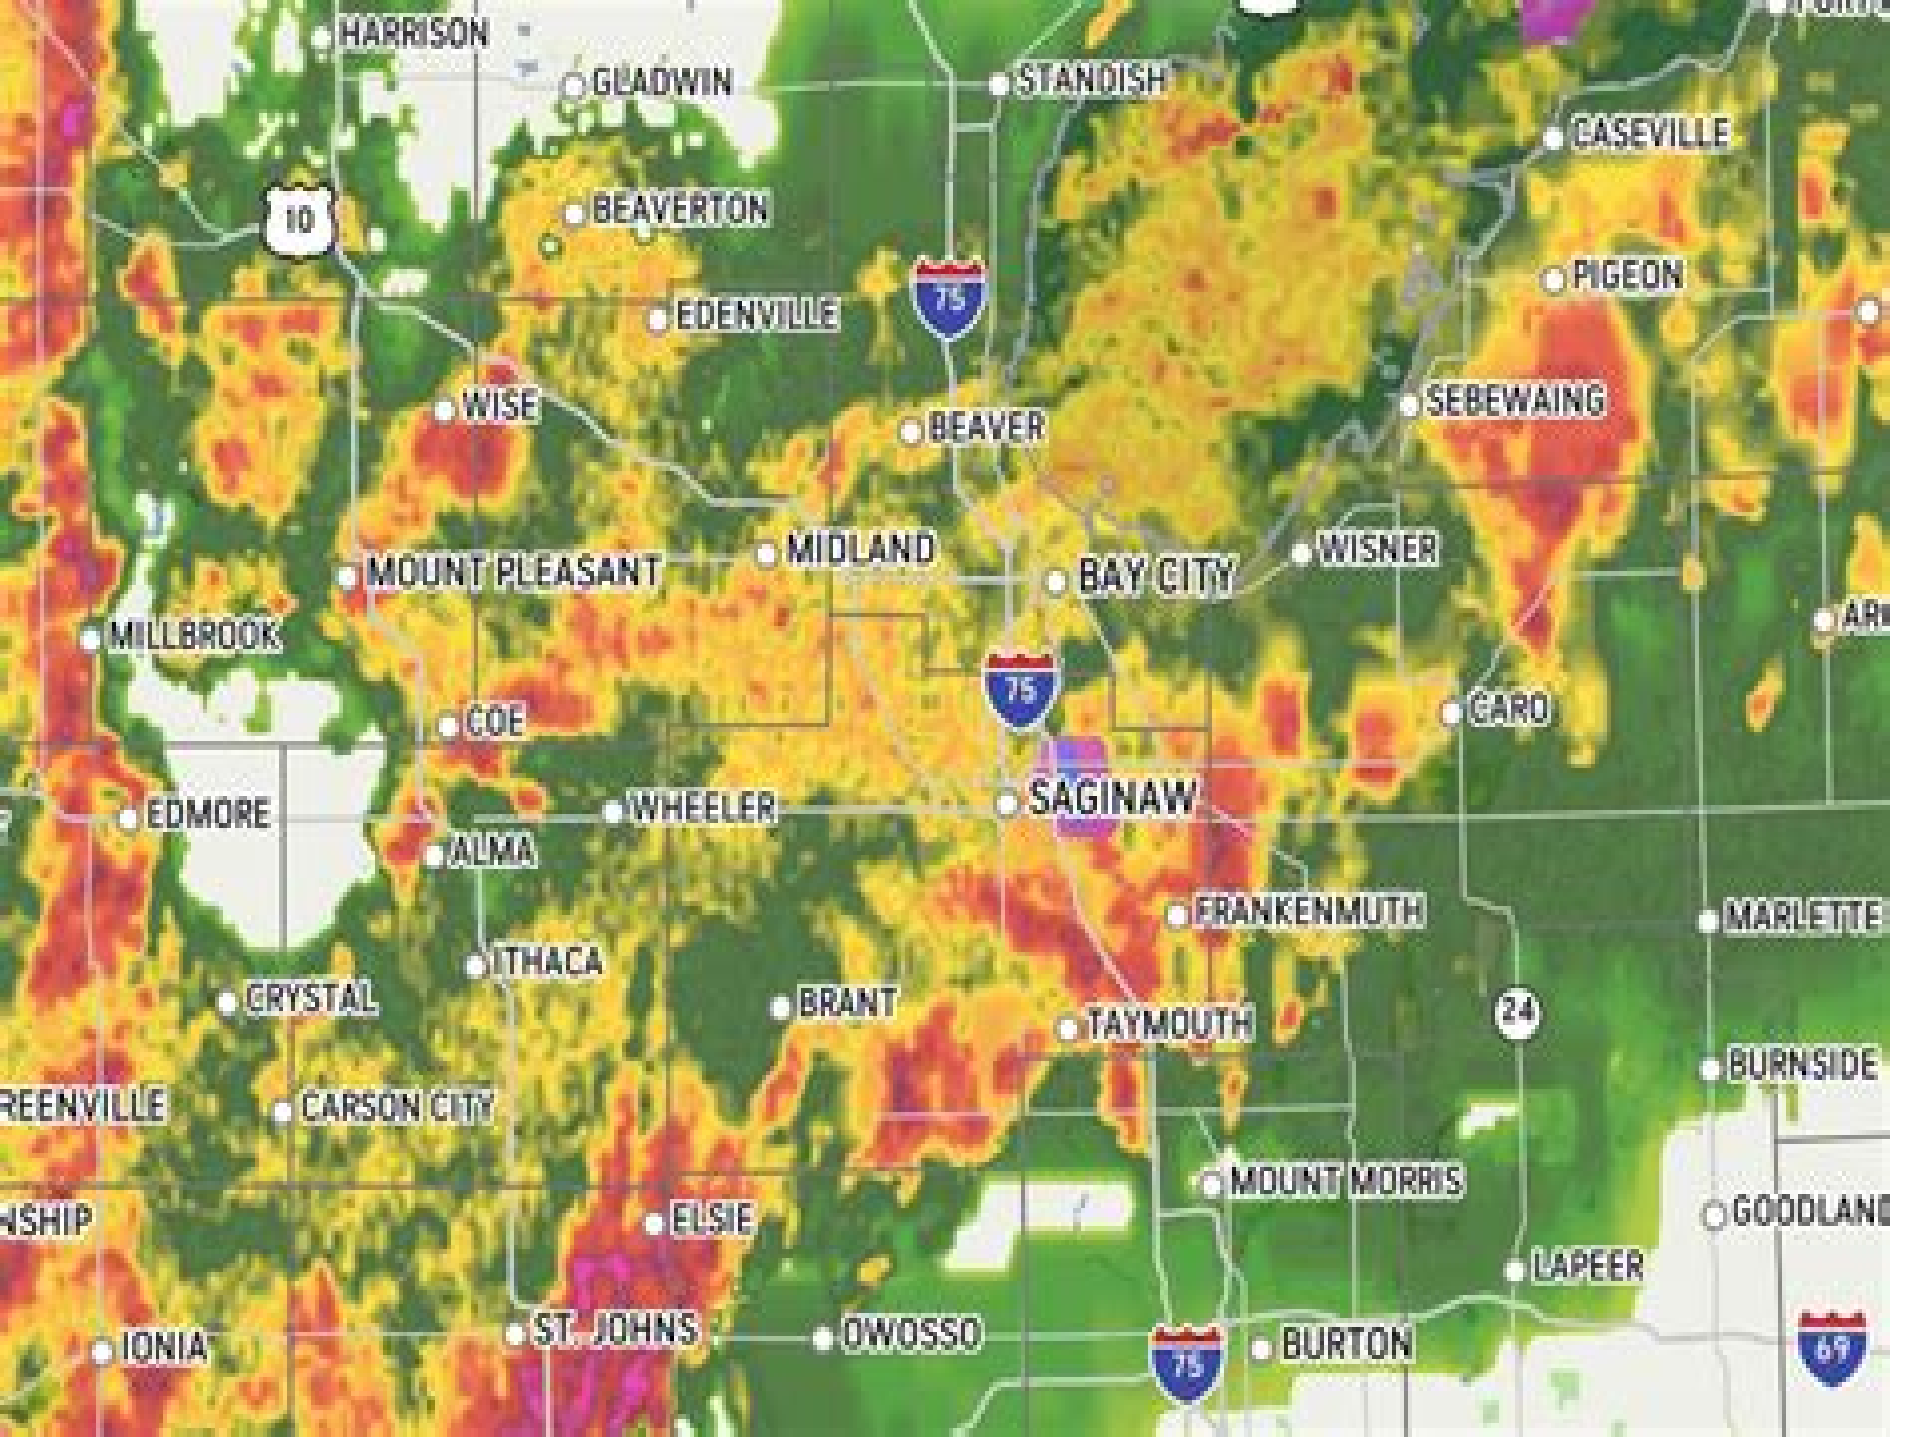 HARRISON
GLADWIN
STANDISH
CASEVILLE
10
BEAVERTON
75
EDENVILLE
PIGEON
WISE
BEAVER
SEBEWAING
MOUNT PLEASANT
MIDLAND
BAY CITY
WISNER
MILLBROOK
AR
75
COE
CARO
EDMORE
WHEELER
SAGINAW
ALMA
FRANKENMUTH
MARLETTE
ITHACA
CRYSTAL
BRANT
TAYMOUTH
24
BURNSIDE
REENVILLE
CARSON CITY
MOUNT MORRIS
NSHIP
ELSIE
GOODLAND
LAPEER
IONIA
ST. JOHNS
OWOSSO
75
BURTON
69